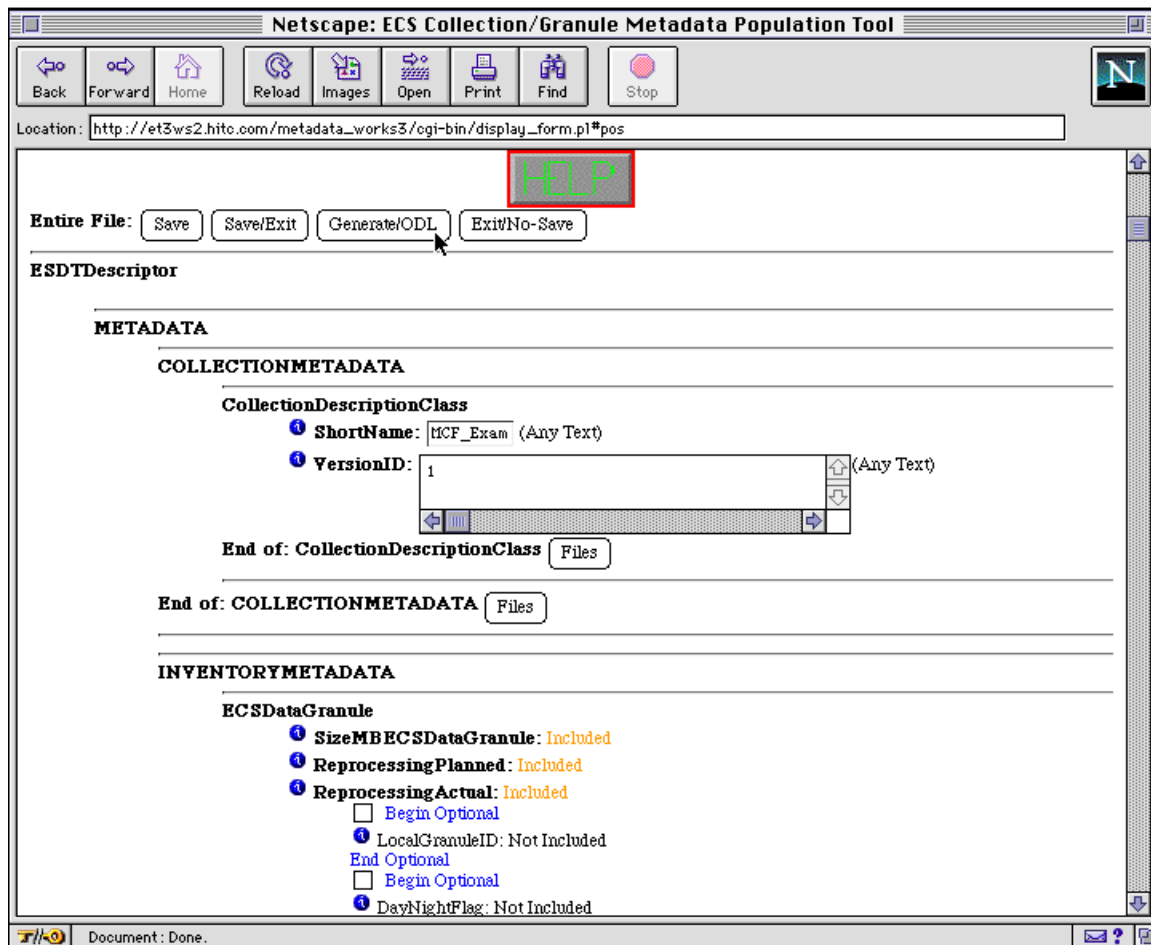 Netscape: ECS Collection/Granule Metadata Population Tool
Back Forward Home Reload Images Open Print Find Stop
N
Location: http://et3ws2.hitc.com/metadata_works3/cgi-bin/display_form.pl#pos
HELP
Entire File: Save Save/Exit Generate/ODL Exit/No-Save
ESDTDescriptor
METADATA
COLLECTIONMETADATA
CollectionDescriptionClass
i ShortName: MCF_Exam (Any Text)
i VersionID: 1 (Any Text)
End of: CollectionDescriptionClass Files
End of: COLLECTIONMETADATA Files
INVENTORYMETADATA
ECSDataGranule
i SizeMBECSDataGranule: Included
i ReprocessingPlanned: Included
i ReprocessingActual: Included
Begin Optional
i LocalGranuleID: Not Included
End Optional
Begin Optional
i DayNightFlag: Not Included
Document: Done. ?